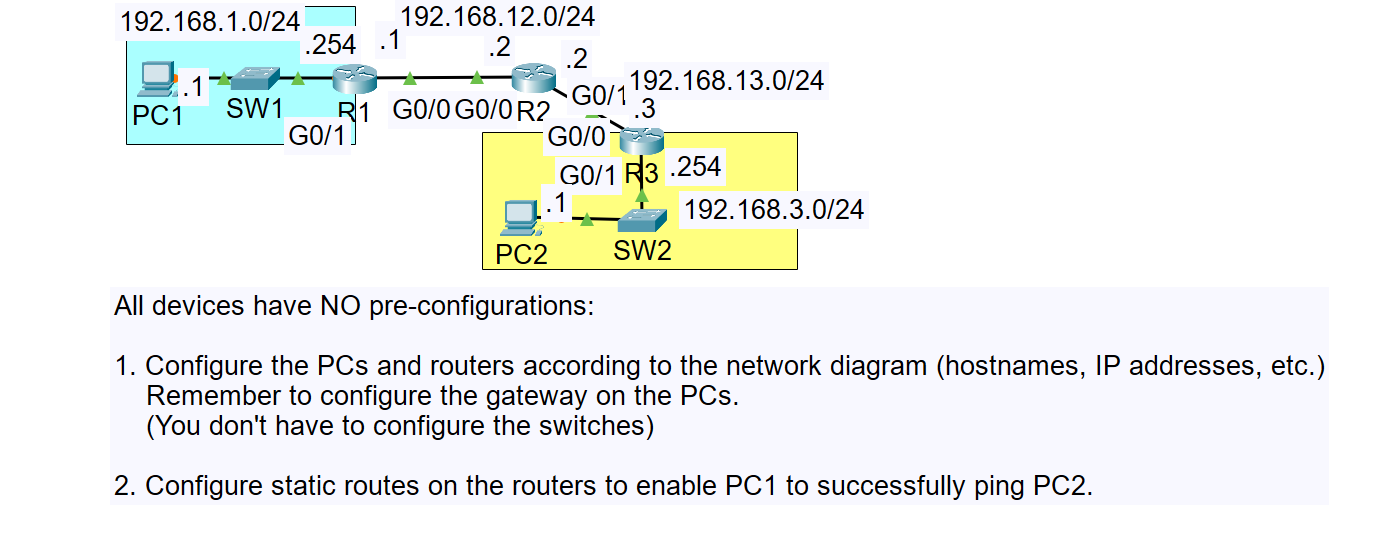 192.168.1.0/24
192.168.12.0/24
.254
.1
.2
.2
.1
PC1
SW1
R1
G0/0
G0/0
R2
G0/1
192.168.13.0/24
.3
G0/1
G0/0
G0/1
R3
.254
.1
192.168.3.0/24
PC2
SW2
All devices have NO pre-configurations:
1. Configure the PCs and routers according to the network diagram (hostnames, IP addresses, etc.)
Remember to configure the gateway on the PCs.
(You don't have to configure the switches)
2. Configure static routes on the routers to enable PC1 to successfully ping PC2.